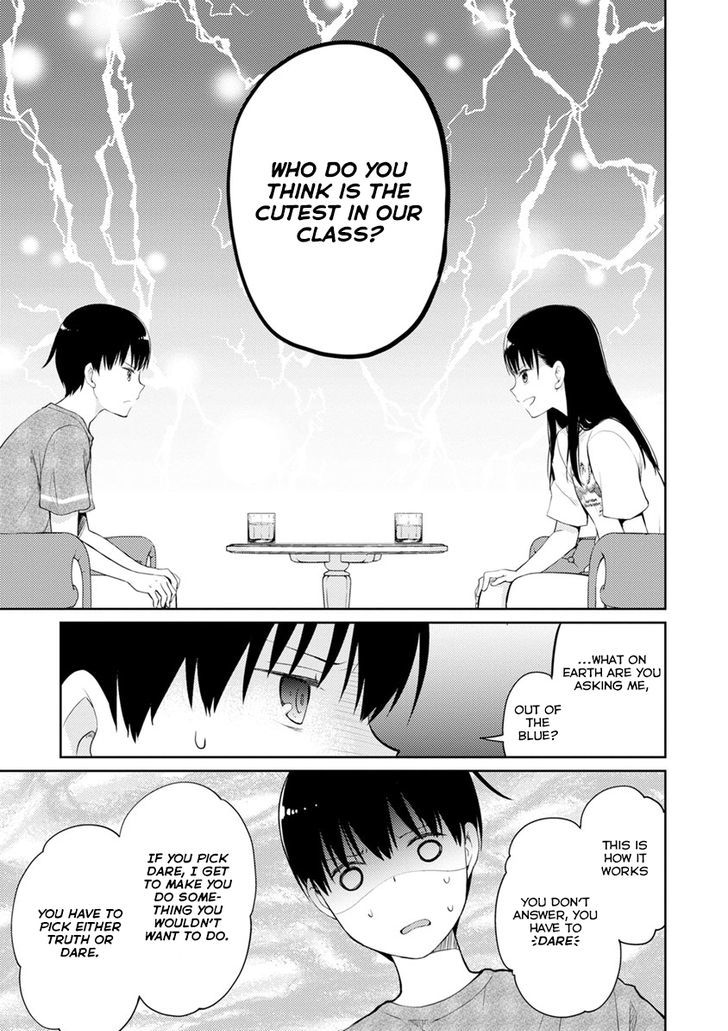 WHO DO YOU
THINK IS THE
CUTEST IN OUR
CLASS?
...WHAT ON
EARTH ARE YOU
ASKING ME,
OUT OF
THE
BLUE?
THIS IS
HOW IT
WORKS
YOU DON'T
ANSWER, YOU
HAVE TO
DARE
IF YOU PICK
DARE, I GET
TO MAKE YOU
DO SOME-
THING YOU
WOULDN'T
WANT TO DO.
YOU HAVE TO
PICK EITHER
TRUTH OR
DARE.